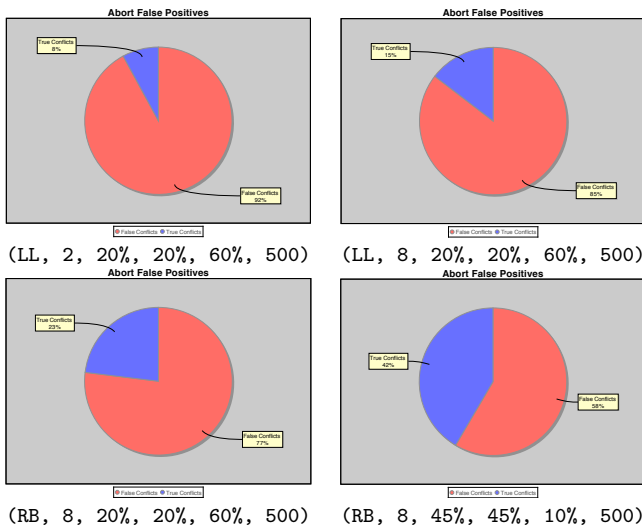 Abort False Positives
True Conflicts
8%
False Conflicts
92%
False Conflicts True Conflicts
(LL, 2, 20%, 20%, 60%, 500)
Abort False Positives
True Conflicts
15%
False Conflicts
85%
False Conflicts True Conflicts
(LL, 8, 20%, 20%, 60%, 500)
Abort False Positives
True Conflicts
23%
False Conflicts
77%
False Conflicts True Conflicts
(RB, 8, 20%, 20%, 60%, 500)
Abort False Positives
True Conflicts
42%
False Conflicts
58%
False Conflicts True Conflicts
(RB, 8, 45%, 45%, 10%, 500)